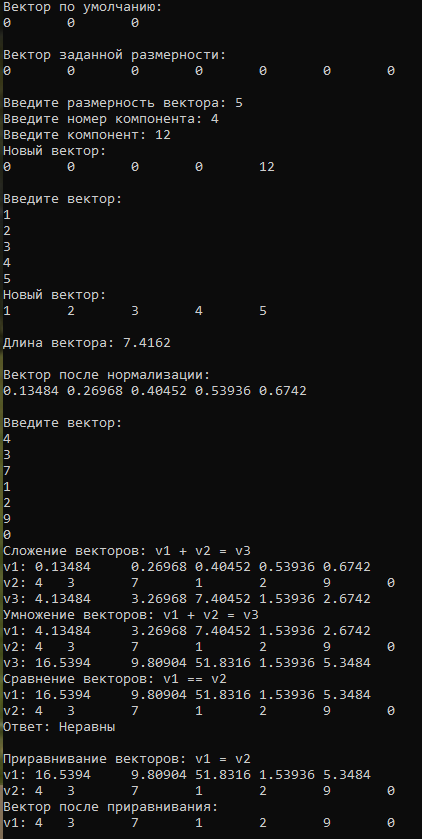 Вектор по умолчанию:
0 0 0
Вектор заданной размерности:
0 0 0 0 0 0 0
Введите размерность вектора: 5
Введите номер компонента: 4
Введите компонент: 12
Новый вектор:
0 0 0 0 12
Введите вектор:
1
2
3
4
5
Новый вектор:
1 2 3 4 5
Длина вектора: 7.4162
Вектор после нормализации:
0.13484 0.26968 0.40452 0.53936 0.6742
Введите вектор:
4
3
7
1
2
9
0
Сложение векторов: v1 + v2 = v3
v1: 0.13484 0.26968 0.40452 0.53936 0.6742
v2: 4 3 7 1 2 9 0
v3: 4.13484 3.26968 7.40452 1.53936 2.6742
Умножение векторов: v1 + v2 = v3
v1: 4.13484 3.26968 7.40452 1.53936 2.6742
v2: 4 3 7 1 2 9 0
v3: 16.5394 9.80904 51.8316 1.53936 5.3484
Сравнение векторов: v1 == v2
v1: 16.5394 9.80904 51.8316 1.53936 5.3484
v2: 4 3 7 1 2 9 0
Ответ: Неравны
Приравнивание векторов: v1 = v2
v1: 16.5394 9.80904 51.8316 1.53936 5.3484
v2: 4 3 7 1 2 9 0
Вектор после приравнивания:
v1: 4 3 7 1 2 9 0